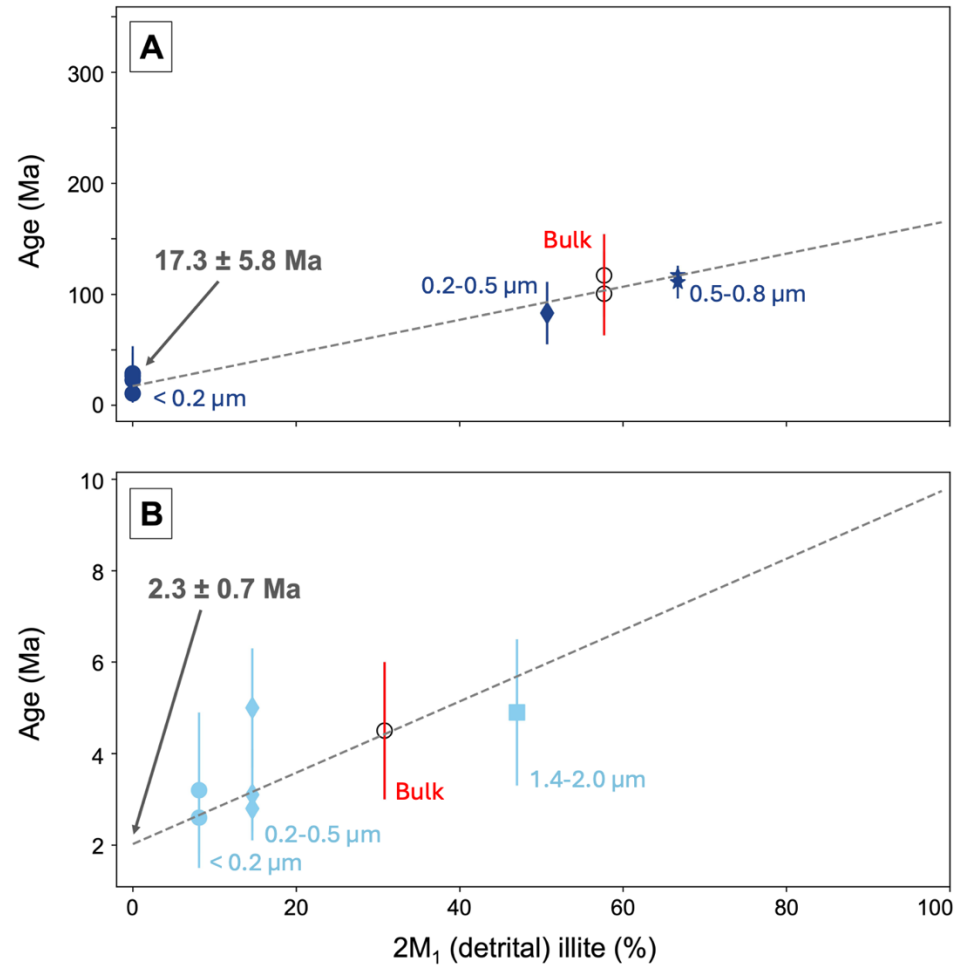 A
300
200
100
0
Age (Ma)
17.3 ± 5.8 Ma
< 0.2 µm
0.2-0.5 µm
Bulk
0.5-0.8 µm
B
10
8
6
4
2
Age (Ma)
2.3 ± 0.7 Ma
< 0.2 µm
0.2-0.5 µm
Bulk
1.4-2.0 µm
0 20 40 60 80 100
2M₁ (detrital) illite (%)